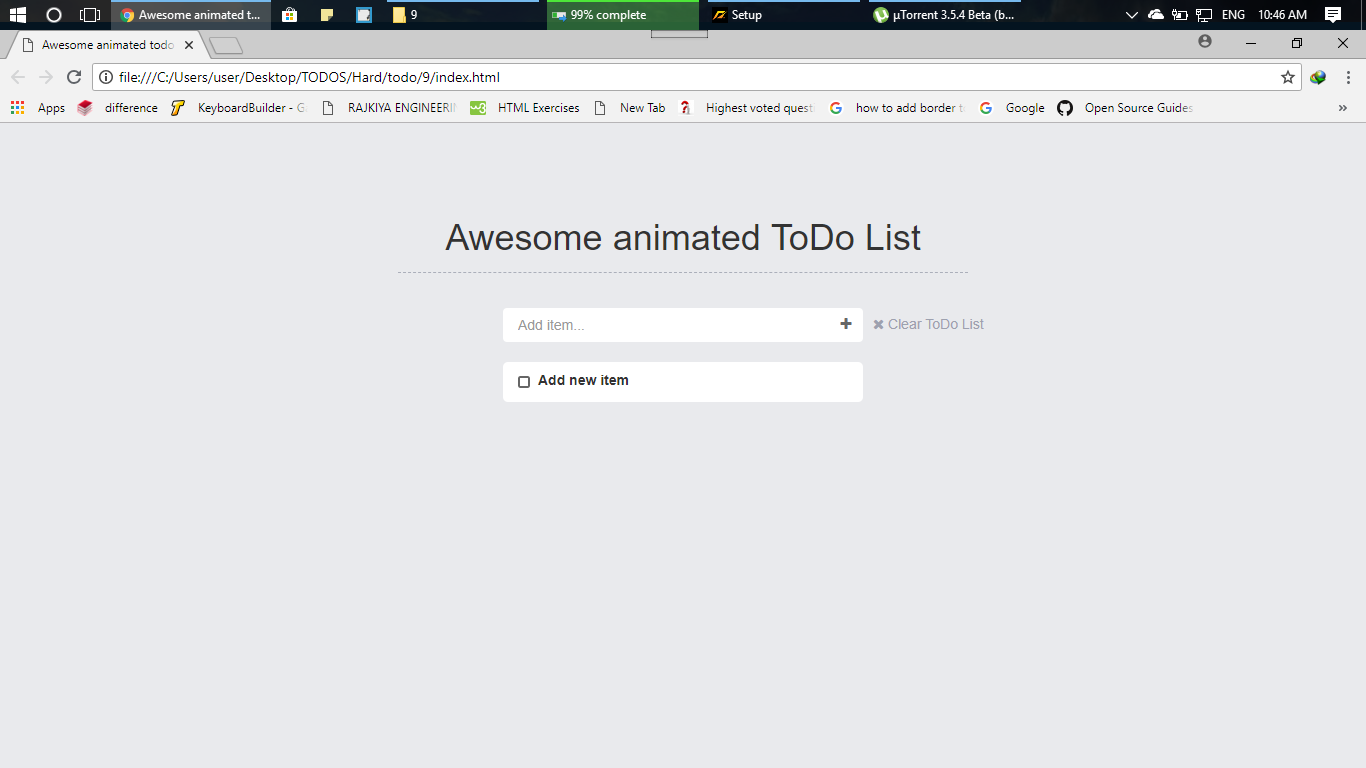 Awesome animated t...
9
99% complete
Setup
µTorrent 3.5.4 Beta (b...
ENG
10:46 AM
Awesome animated todo
file:///C:/Users/user/Desktop/TODOS/Hard/todo/9/index.html
Apps
difference
KeyboardBuilder - G
RAJKIYA ENGINEERIN
w3
HTML Exercises
New Tab
Highest voted quest
how to add border t
Google
Open Source Guides
»
Awesome animated ToDo List
Add item...
Clear ToDo List
Add new item